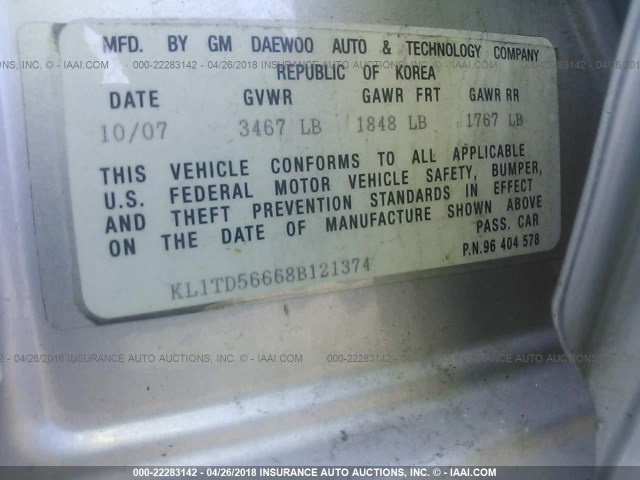 MFD. BY GM DAEWOO AUTO & TECHNOLOGY COMPANY
REPUBLIC OF KOREA
DATE GVWR GAWR FRT GAWR RR
10/07 3467 LB 1848 LB 1767 LB
THIS VEHICLE CONFORMS TO ALL APPLICABLE
U.S. FEDERAL MOTOR VEHICLE SAFETY, BUMPER,
AND THEFT PREVENTION STANDARDS IN EFFECT
ON THE DATE OF MANUFACTURE SHOWN ABOVE
PASS. CAR
P.N.96 404 578
KL1TD56668B121374
000-22283142 - 04/26/2018 INSURANCE AUTO AUCTIONS, INC. - © IAAI.COM